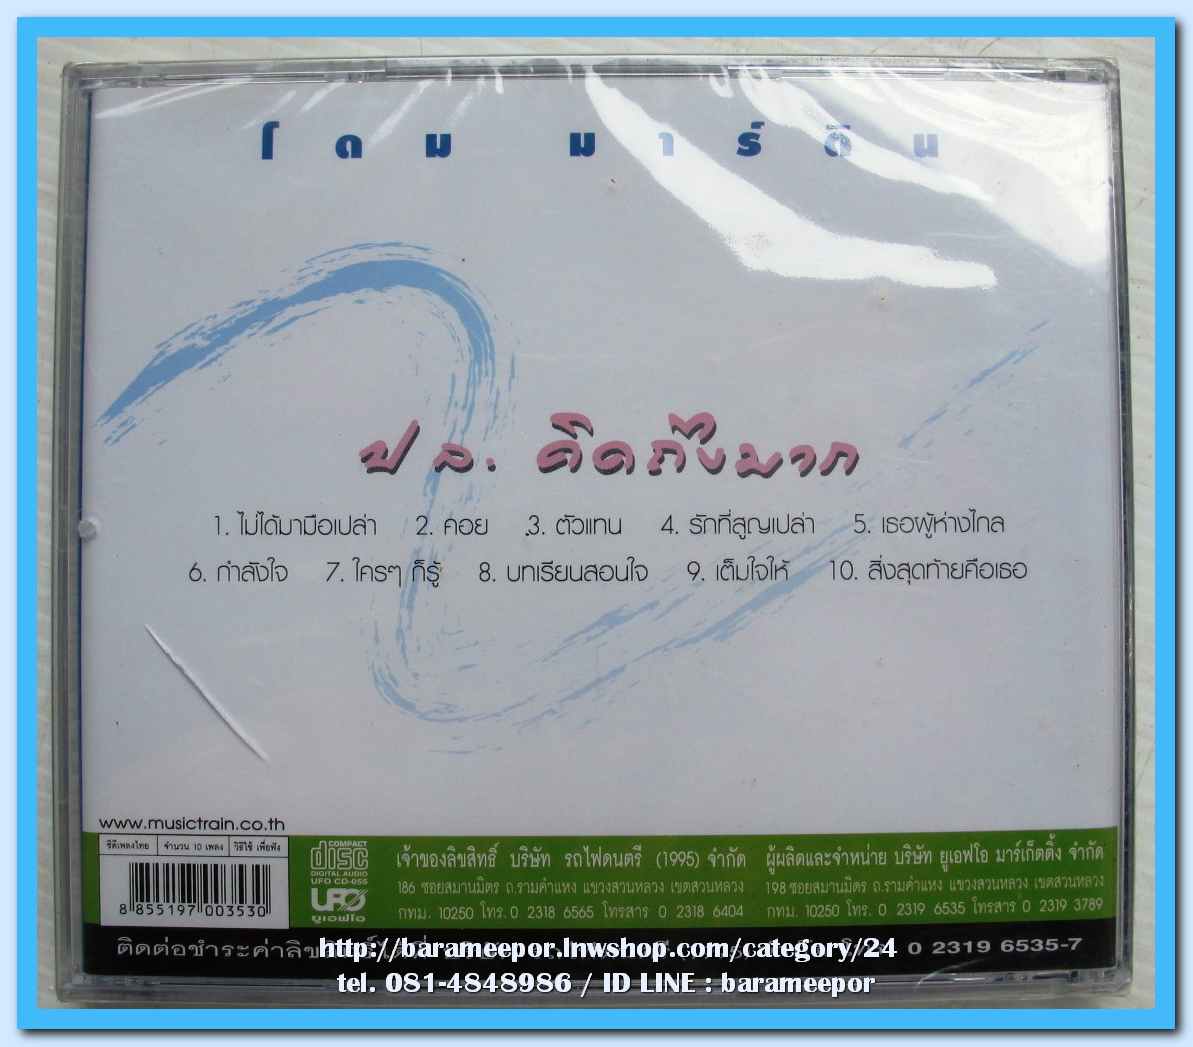 โดม มาร์ติน
ป ล. คิดถึงมาก
1. ไม่ได้มามือเปล่า 2. คอย 3. ตัวแทน 4. รักที่สูญเปล่า 5. เธอผู้ห่างไกล
6. กำลังใจ 7. ใครๆ ก็รู้ 8. บทเรียนสอนใจ 9. เต็มใจให้ 10. สิ่งสุดท้ายคือเธอ
www.musictrain.co.th
ซีดีเพลงไทย จำนวน 10 เพลง วิธีใช้ เพื่อฟัง
8 855197 003530
COMPACT
disc
DIGITAL AUDIO
UFO CD-055
UFO
ยูเอฟโอ
เจ้าของลิขสิทธิ์ บริษัท รถไฟดนตรี (1995) จำกัด
186 ซอยสมานมิตร ถ.รามคำแหง แขวงสวนหลวง เขตสวนหลวง
กทม. 10250 โทร. 0 2318 6565 โทรสาร 0 2318 6404
ผู้ผลิตและจำหน่าย บริษัท ยูเอฟโอ มาร์เก็ตติ้ง จำกัด
198 ซอยสมานมิตร ถ.รามคำแหง แขวงสวนหลวง เขตสวนหลวง
กทม. 10250 โทร. 0 2319 6535 โทรสาร 0 2319 3789
ติดต่อชำระค่าลิข 0 2319 6535-7
http://barameepor.lnwshop.com/category/24
tel. 081-4848986 / ID LINE : barameepor